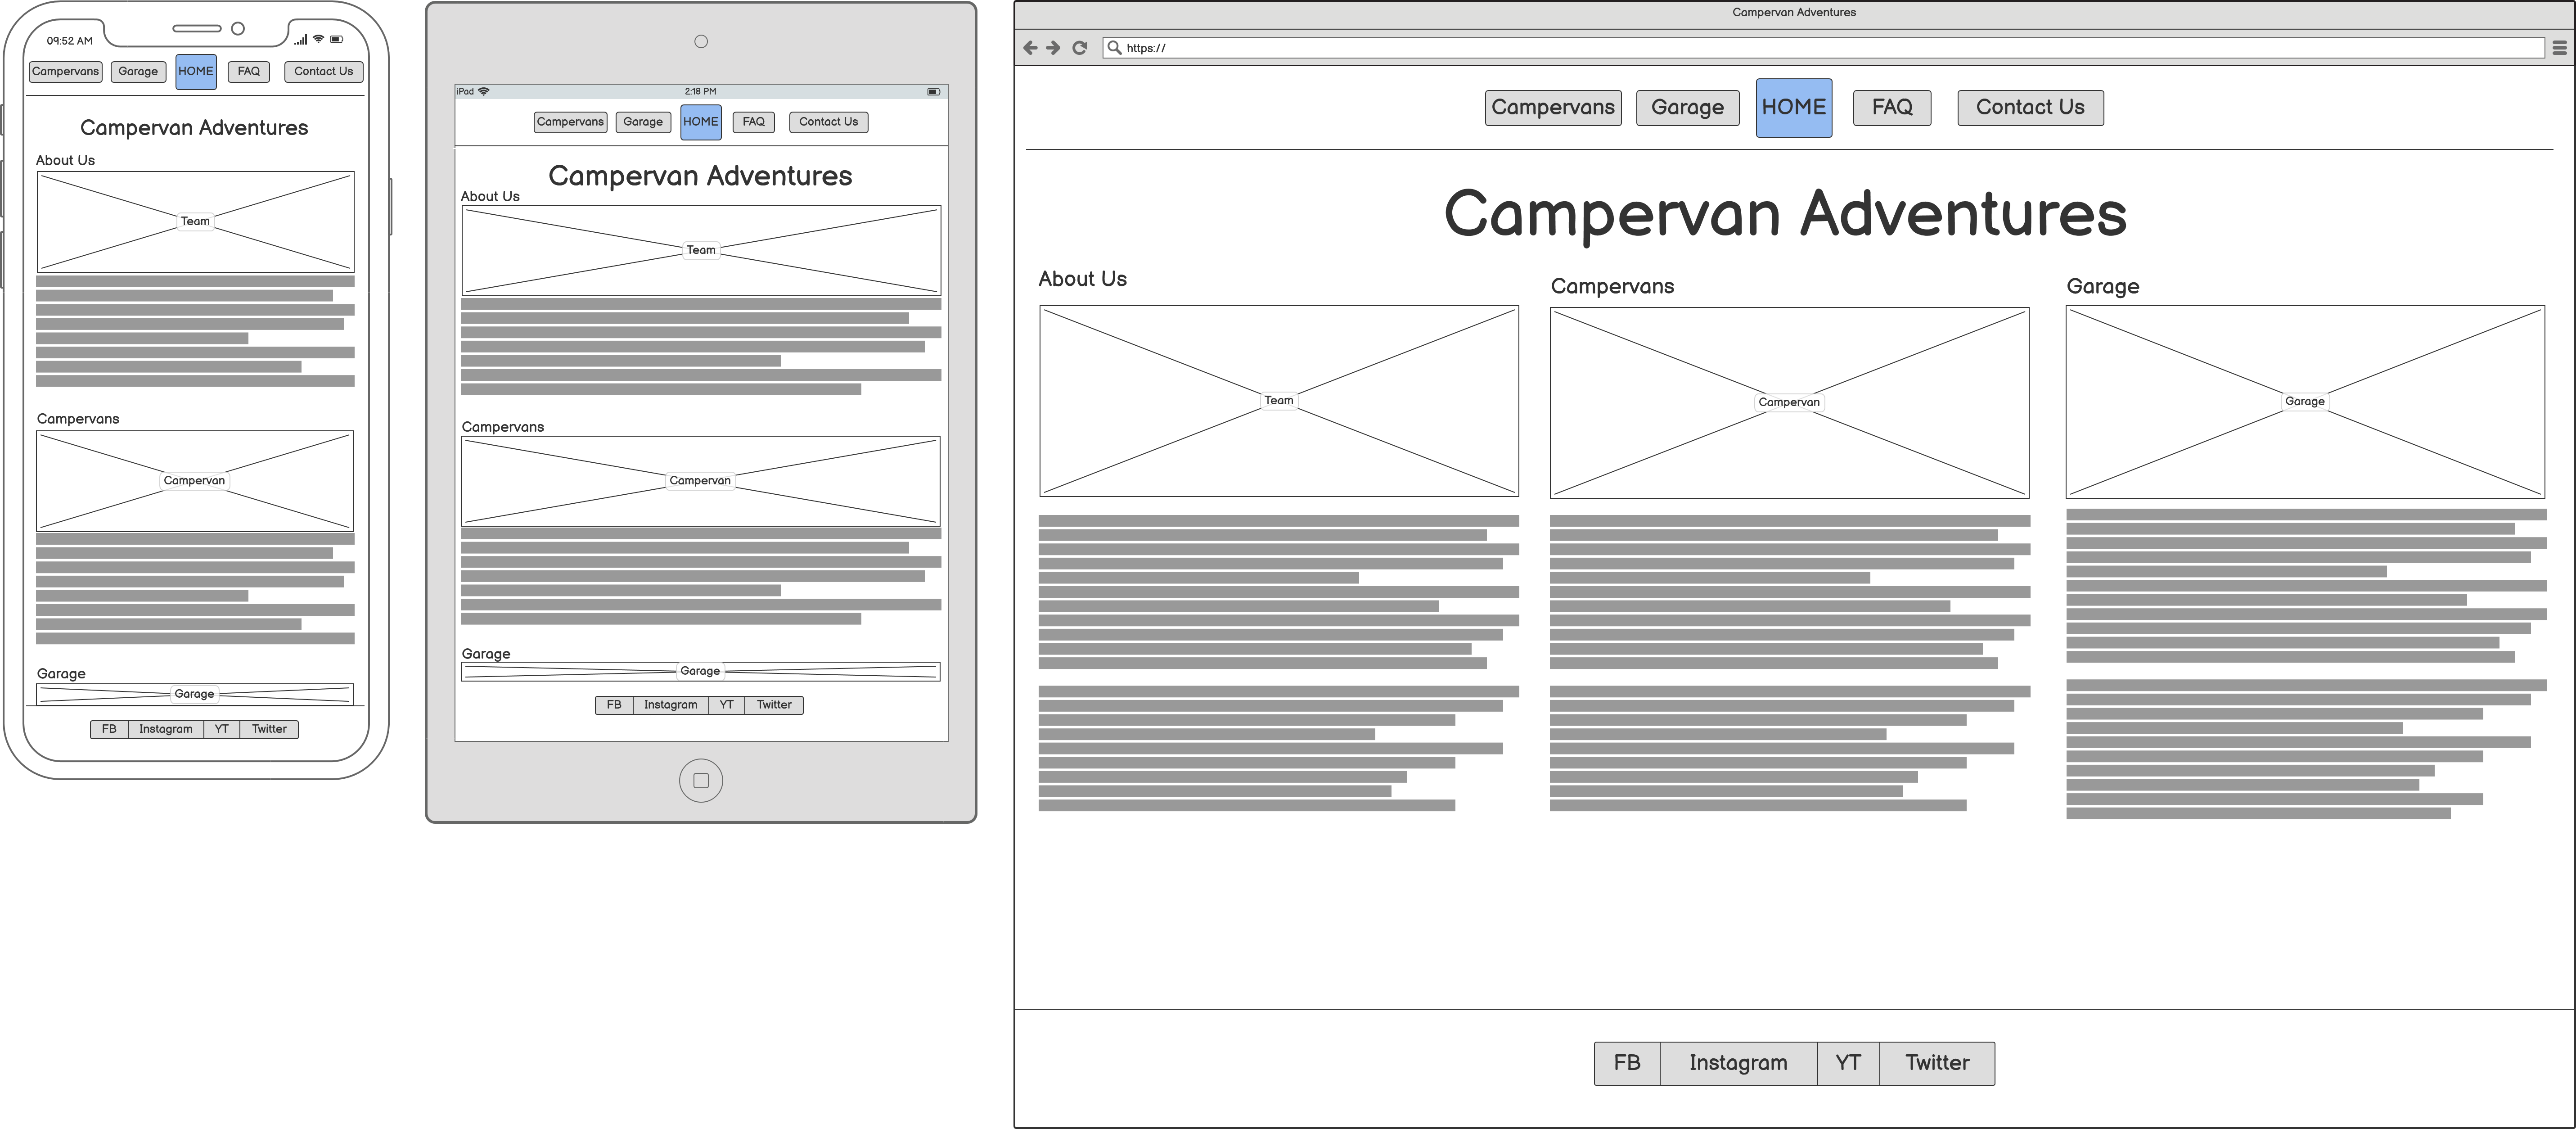 09:52 AM
Campervans Garage HOME FAQ Contact Us
Campervan Adventures
About Us
Team
Campervans
Campervan
Garage
Garage
FB Instagram YT Twitter
iPad 2:18 PM
Campervans Garage HOME FAQ Contact Us
Campervan Adventures
About Us
Team
Campervans
Campervan
Garage
Garage
FB Instagram YT Twitter
Campervan Adventures
https://
Campervans Garage HOME FAQ Contact Us
Campervan Adventures
About Us
Team
Campervans
Campervan
Garage
Garage
FB Instagram YT Twitter